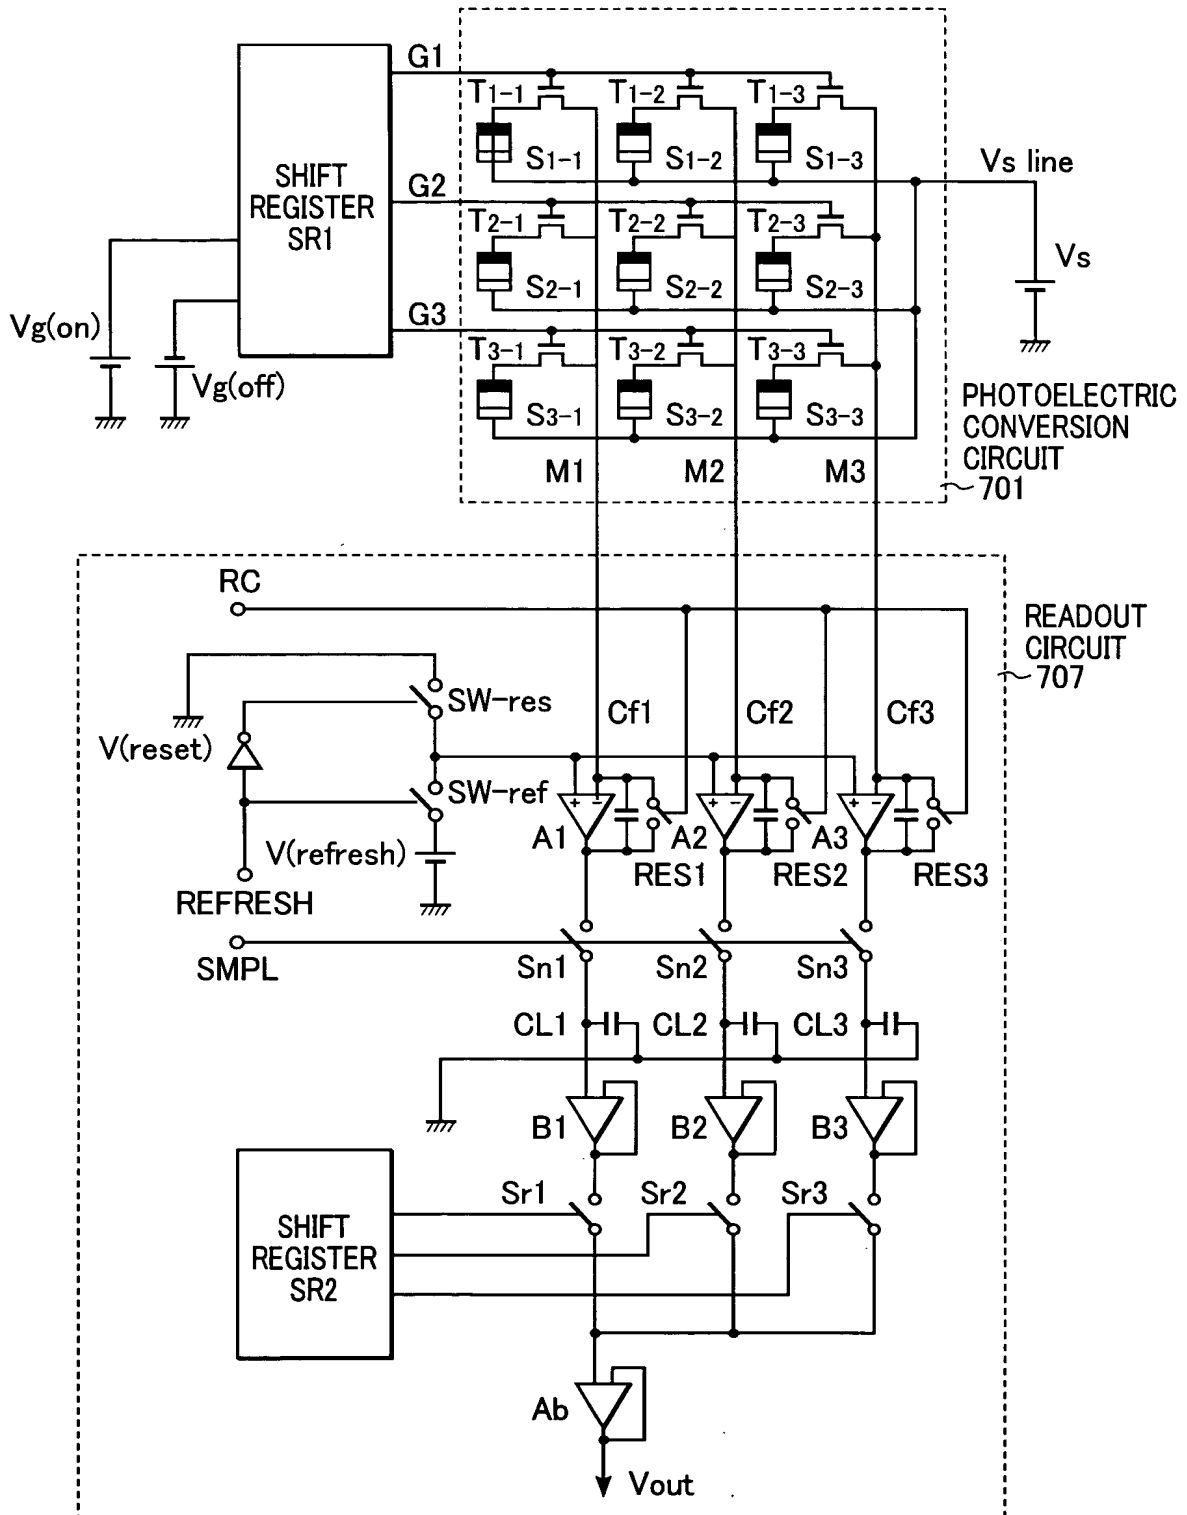 G1
T1-1 T1-2 T1-3
S1-1 S1-2 S1-3
SHIFT
REGISTER
SR1
Vs line
G2
T2-1 T2-2 T2-3
Vs
S2-1 S2-2 S2-3
G3
Vg(on)
T3-1 T3-2 T3-3
Vg(off)
S3-1 S3-2 S3-3
PHOTOELECTRIC
CONVERSION
CIRCUIT
701
M1 M2 M3
RC
READOUT
CIRCUIT
707
SW-res
Cf1 Cf2 Cf3
V(reset)
SW-ref
+ − + − + −
A1 A2 A3
V(refresh)
RES1 RES2 RES3
REFRESH
SMPL
Sn1 Sn2 Sn3
CL1 CL2 CL3
B1 B2 B3
Sr1 Sr2 Sr3
SHIFT
REGISTER
SR2
Ab
Vout